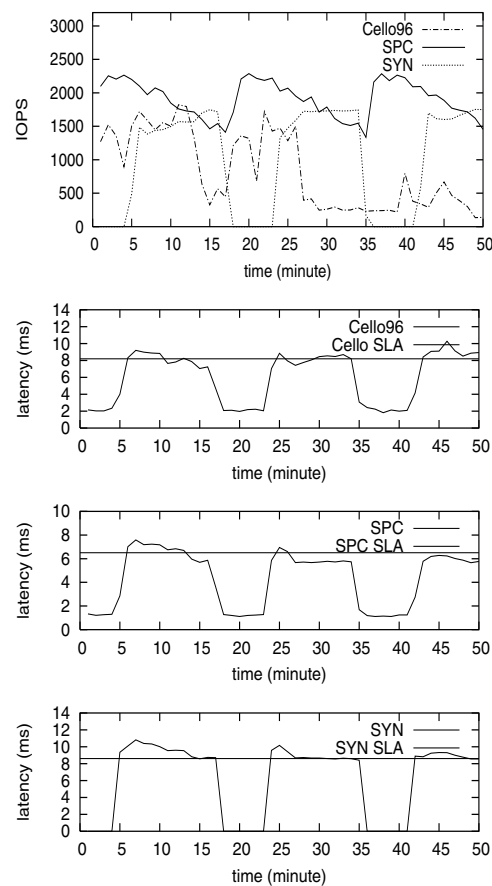 3200
2500
2000
1500
1000
500
0
IOPS
Cello96
SPC
SYN
0 5 10 15 20 25 30 35 40 45 50
time (minute)
14
12
10
8
6
4
2
0
latency (ms)
Cello96
Cello SLA
0 5 10 15 20 25 30 35 40 45 50
time (minute)
10
8
6
4
2
0
latency (ms)
SPC
SPC SLA
0 5 10 15 20 25 30 35 40 45 50
time (minute)
14
12
10
8
6
4
2
0
latency (ms)
SYN
SYN SLA
0 5 10 15 20 25 30 35 40 45 50
time (minute)